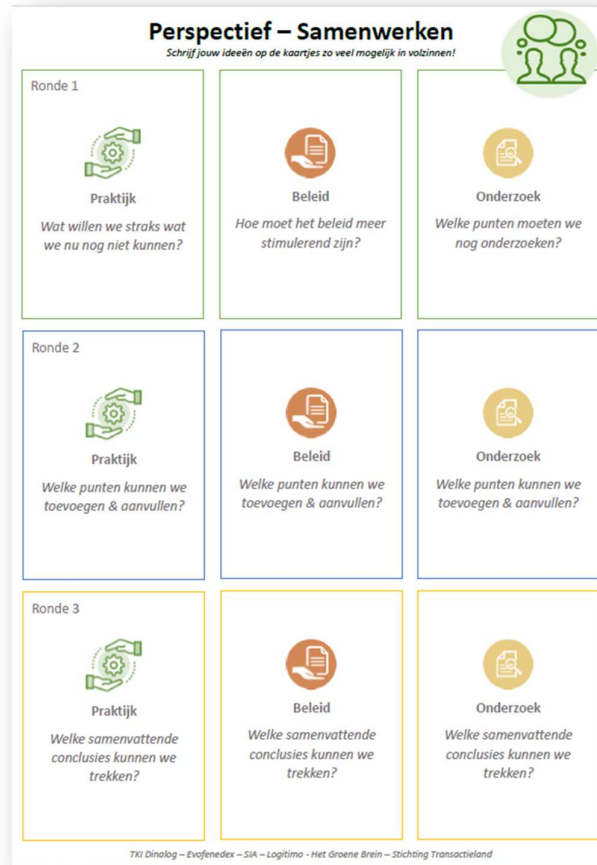 Perspectief – Samenwerken
Schrijf jouw ideeën op de kaartjes zo veel mogelijk in volzinnen!
Ronde 1
Praktijk
Wat willen we straks wat
we nu nog niet kunnen?
Beleid
Hoe moet het beleid meer
stimulerend zijn?
Onderzoek
Welke punten moeten we
nog onderzoeken?
Ronde 2
Praktijk
Welke punten kunnen we
toevoegen & aanvullen?
Beleid
Welke punten kunnen we
toevoegen & aanvullen?
Onderzoek
Welke punten kunnen we
toevoegen & aanvullen?
Ronde 3
Praktijk
Welke samenvattende
conclusies kunnen we
trekken?
Beleid
Welke samenvattende
conclusies kunnen we
trekken?
Onderzoek
Welke samenvattende
conclusies kunnen we
trekken?
TKI Dinalog – Evofenedex – SIA – Logitimo - Het Groene Brein – Stichting Transactieland